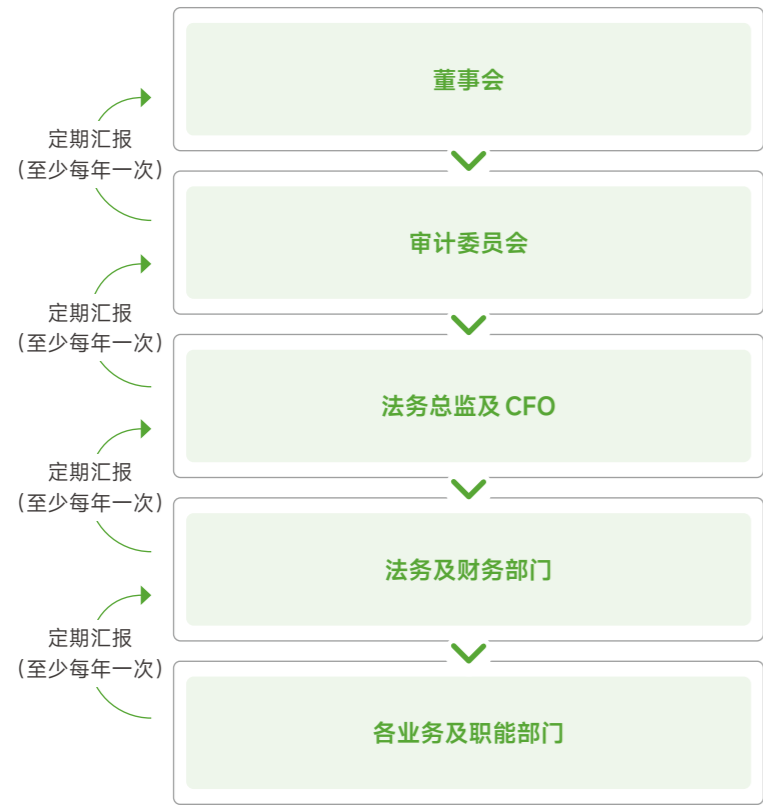 董事会
定期汇报
(至少每年一次)
审计委员会
定期汇报
(至少每年一次)
法务总监及 CFO
定期汇报
(至少每年一次)
法务及财务部门
定期汇报
(至少每年一次)
各业务及职能部门